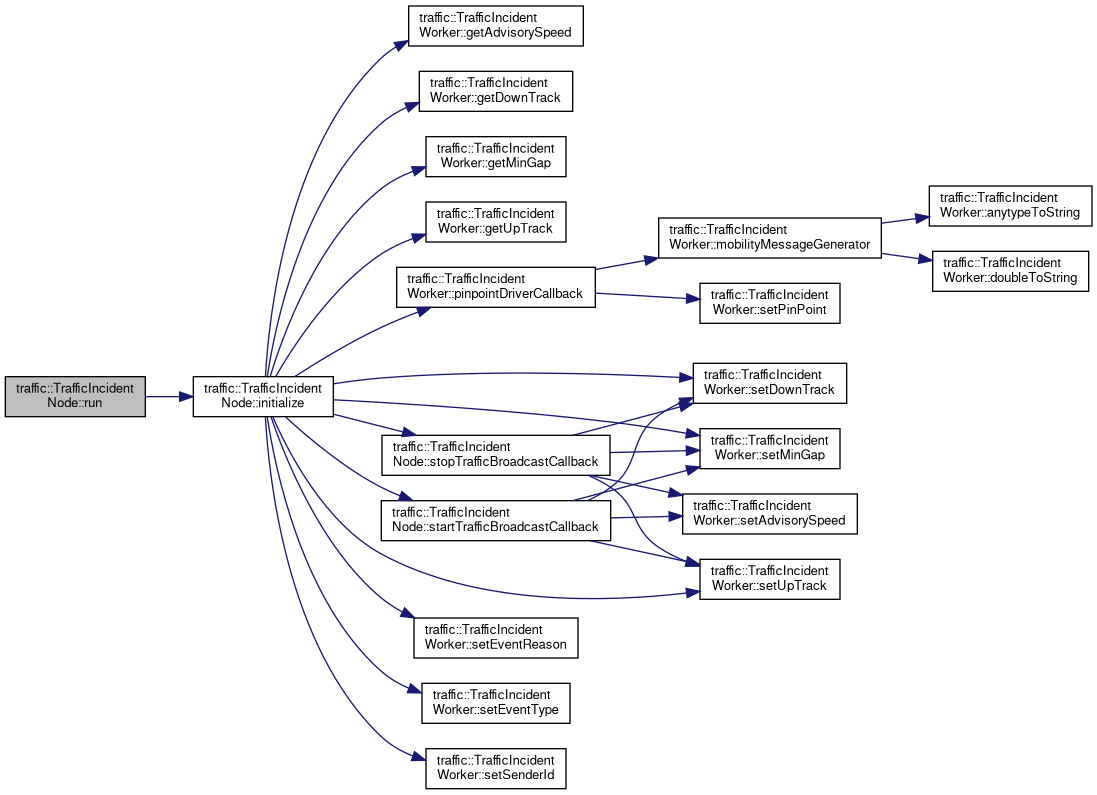 traffic::TrafficIncident
Node::run
traffic::TrafficIncident
Node::initialize
traffic::TrafficIncident
Worker::getAdvisorySpeed
traffic::TrafficIncident
Worker::getDownTrack
traffic::TrafficIncident
Worker::getMinGap
traffic::TrafficIncident
Worker::getUpTrack
traffic::TrafficIncident
Worker::pinpointDriverCallback
traffic::TrafficIncident
Node::stopTrafficBroadcastCallback
traffic::TrafficIncident
Node::startTrafficBroadcastCallback
traffic::TrafficIncident
Worker::setEventReason
traffic::TrafficIncident
Worker::setEventType
traffic::TrafficIncident
Worker::setSenderId
traffic::TrafficIncident
Worker::mobilityMessageGenerator
traffic::TrafficIncident
Worker::setPinPoint
traffic::TrafficIncident
Worker::setDownTrack
traffic::TrafficIncident
Worker::setMinGap
traffic::TrafficIncident
Worker::setAdvisorySpeed
traffic::TrafficIncident
Worker::setUpTrack
traffic::TrafficIncident
Worker::anytypeToString
traffic::TrafficIncident
Worker::doubleToString